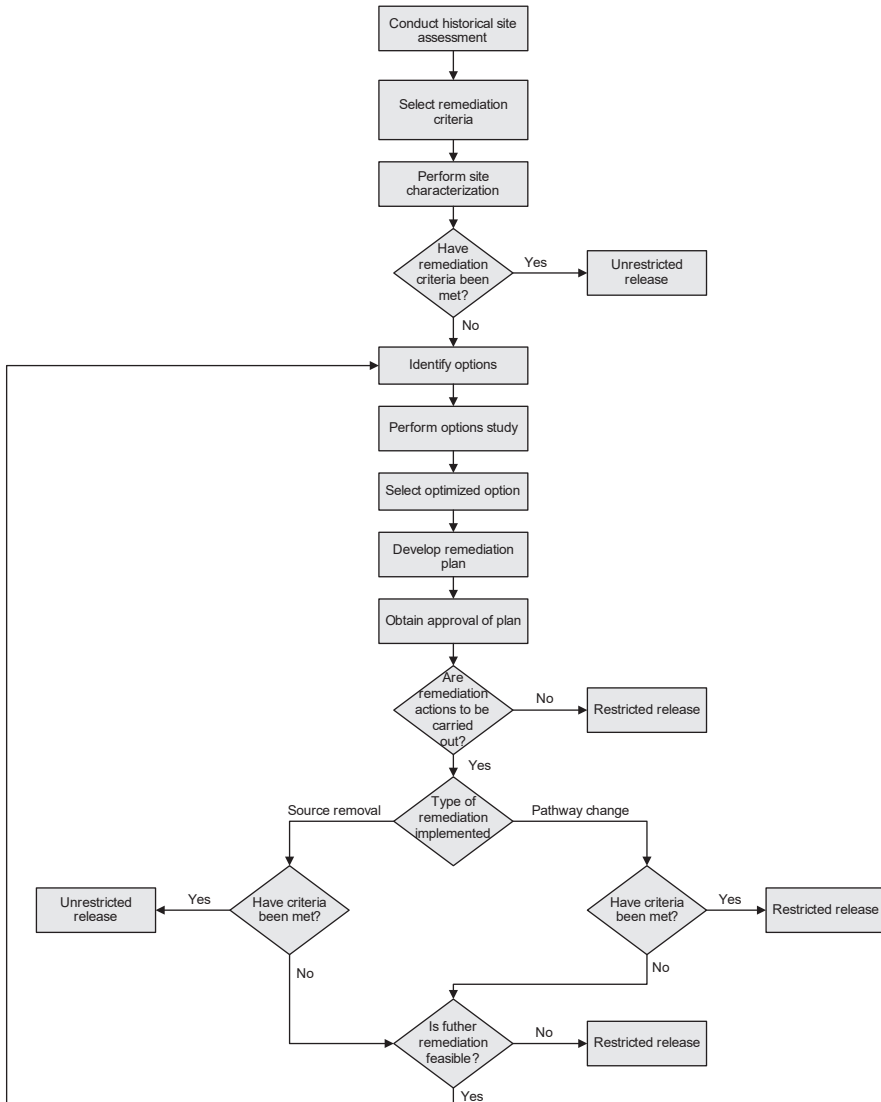 Conduct historical site
assessment
Select remediation
criteria
Perform site
characterization
Have
remediation
criteria been
met?
Yes
Unrestricted
release
No
Identify options
Perform options study
Select optimized option
Develop remediation
plan
Obtain approval of plan
Are
remediation
actions to be
carried
out?
No
Restricted release
Yes
Type of
remediation
implemented
Source removal
Pathway change
Unrestricted
release
Yes
Have criteria
been met?
Have criteria
been met?
Yes
Restricted release
No
No
Is futher
remediation
feasible?
No
Restricted release
Yes